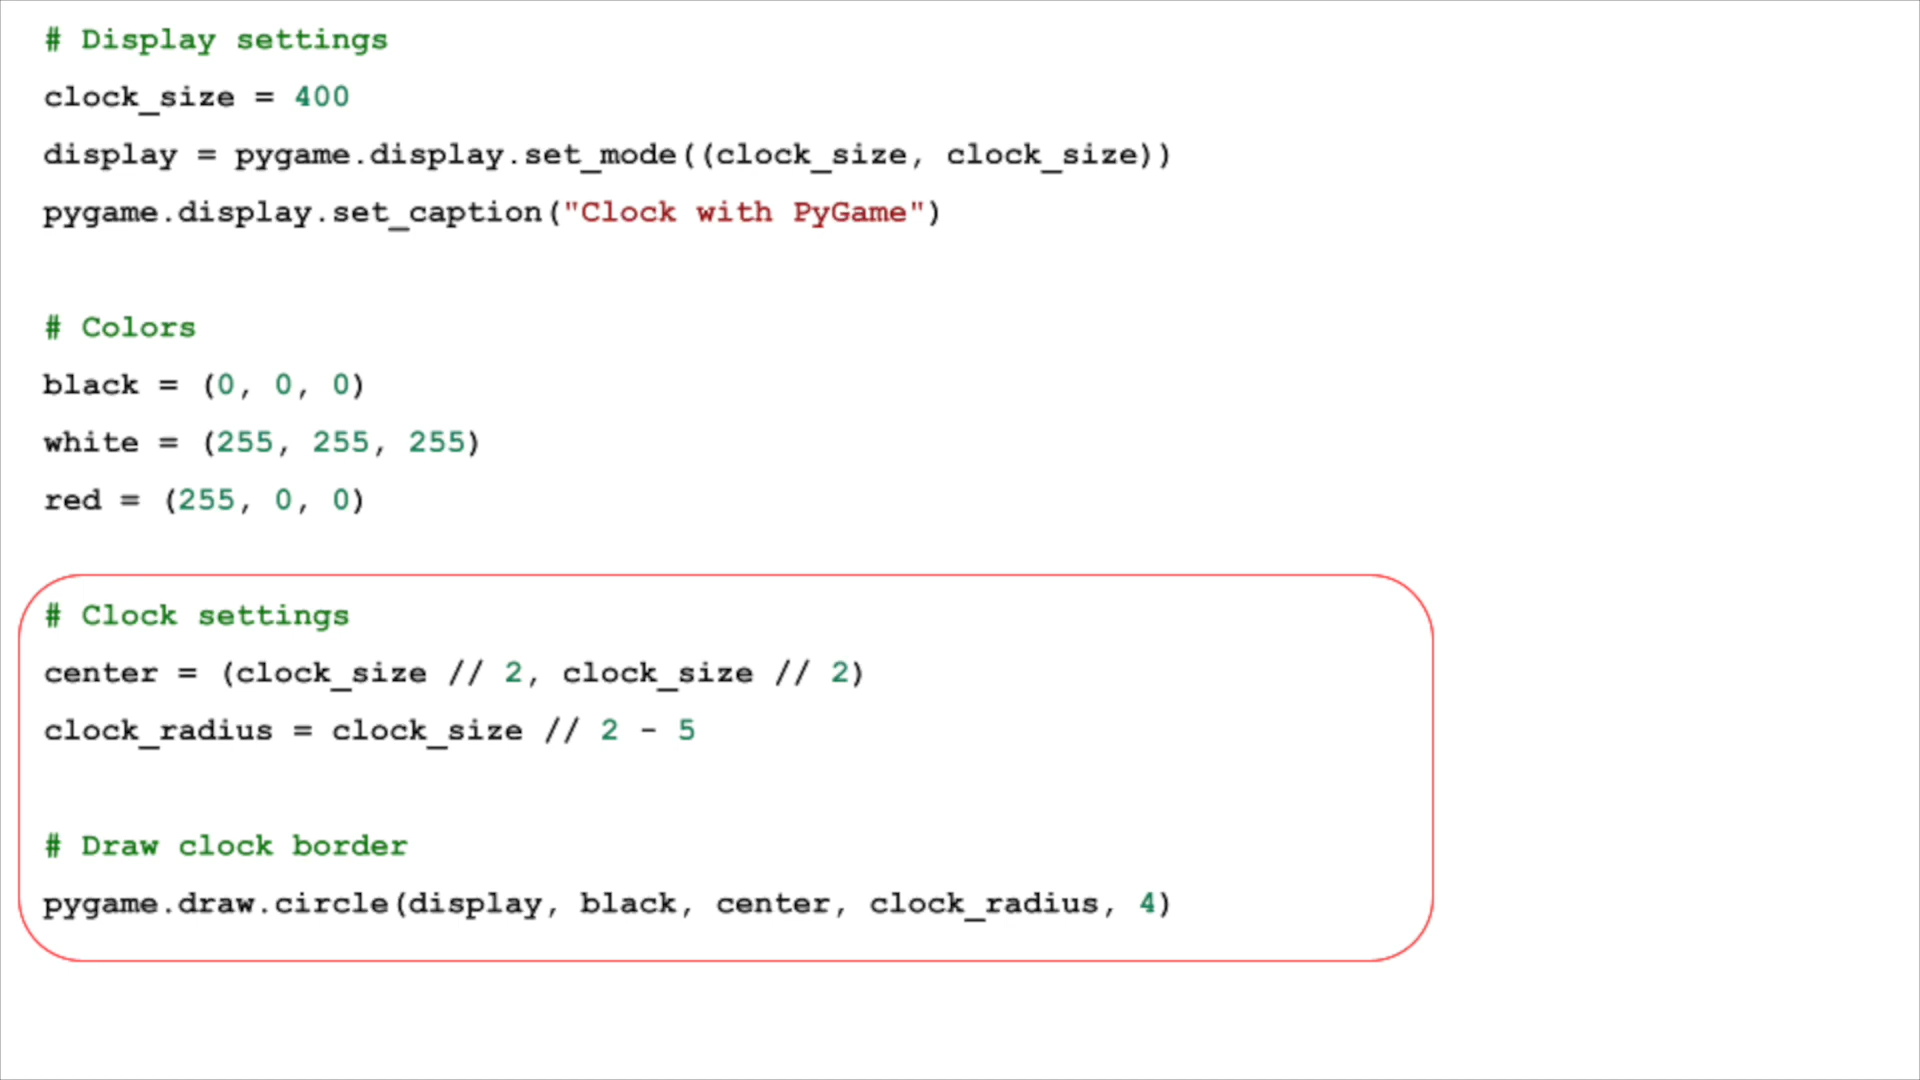 # Display settings
clock_size = 400
display = pygame.display.set_mode((clock_size, clock_size))
pygame.display.set_caption("Clock with PyGame")
# Colors
black = (0, 0, 0)
white = (255, 255, 255)
red = (255, 0, 0)
# Clock settings
center = (clock_size // 2, clock_size // 2)
clock_radius = clock_size // 2 - 5
# Draw clock border
pygame.draw.circle(display, black, center, clock_radius, 4)